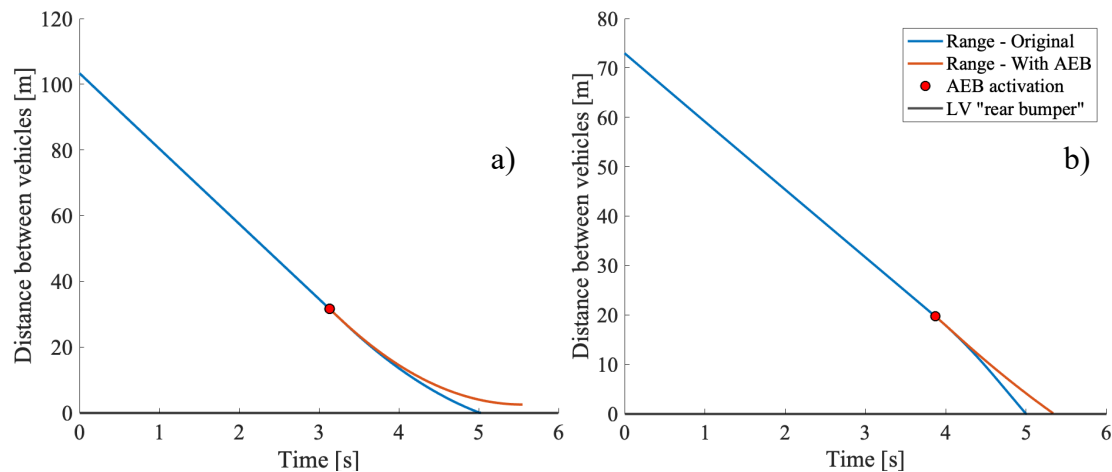 120
100
80
60
40
20
0
0 1 2 3 4 5 6
Distance between vehicles [m]
Time [s]
a)
80
70
60
50
40
30
20
10
0
0 1 2 3 4 5 6
Distance between vehicles [m]
Time [s]
b)
Range - Original
Range - With AEB
AEB activation
LV "rear bumper"